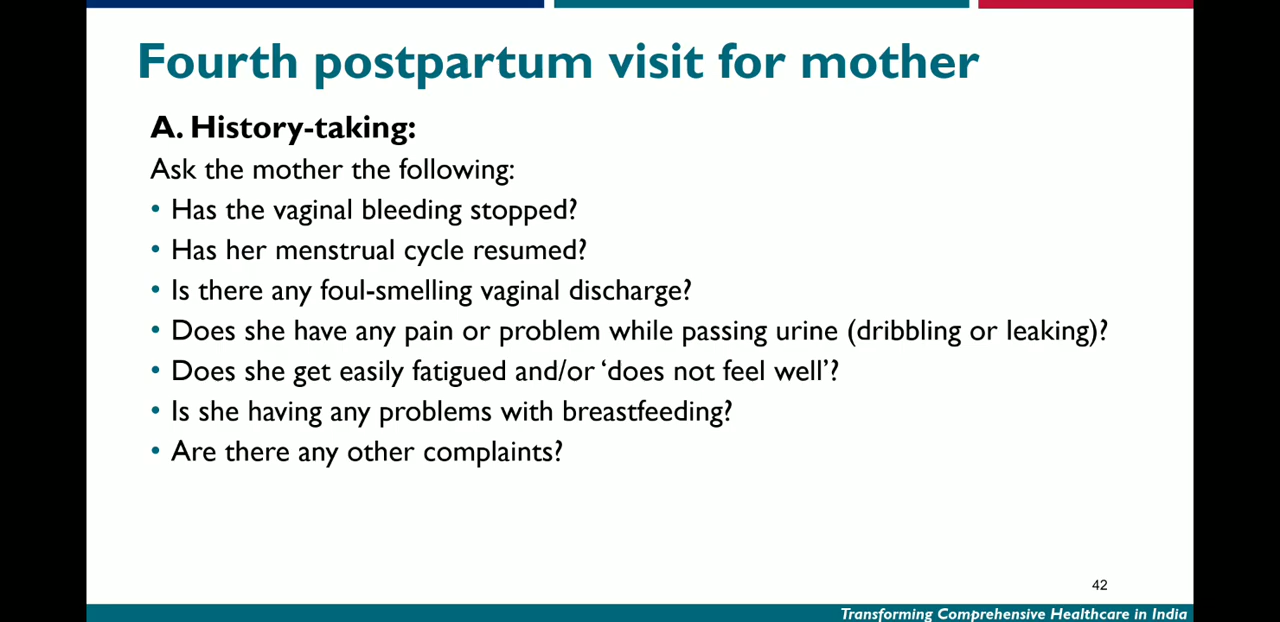 Fourth postpartum visit for mother
A. History-taking:
Ask the mother the following:
• Has the vaginal bleeding stopped?
• Has her menstrual cycle resumed?
• Is there any foul-smelling vaginal discharge?
• Does she have any pain or problem while passing urine (dribbling or leaking)?
• Does she get easily fatigued and/or ‘does not feel well’?
• Is she having any problems with breastfeeding?
• Are there any other complaints?
42
Transforming Comprehensive Healthcare in India